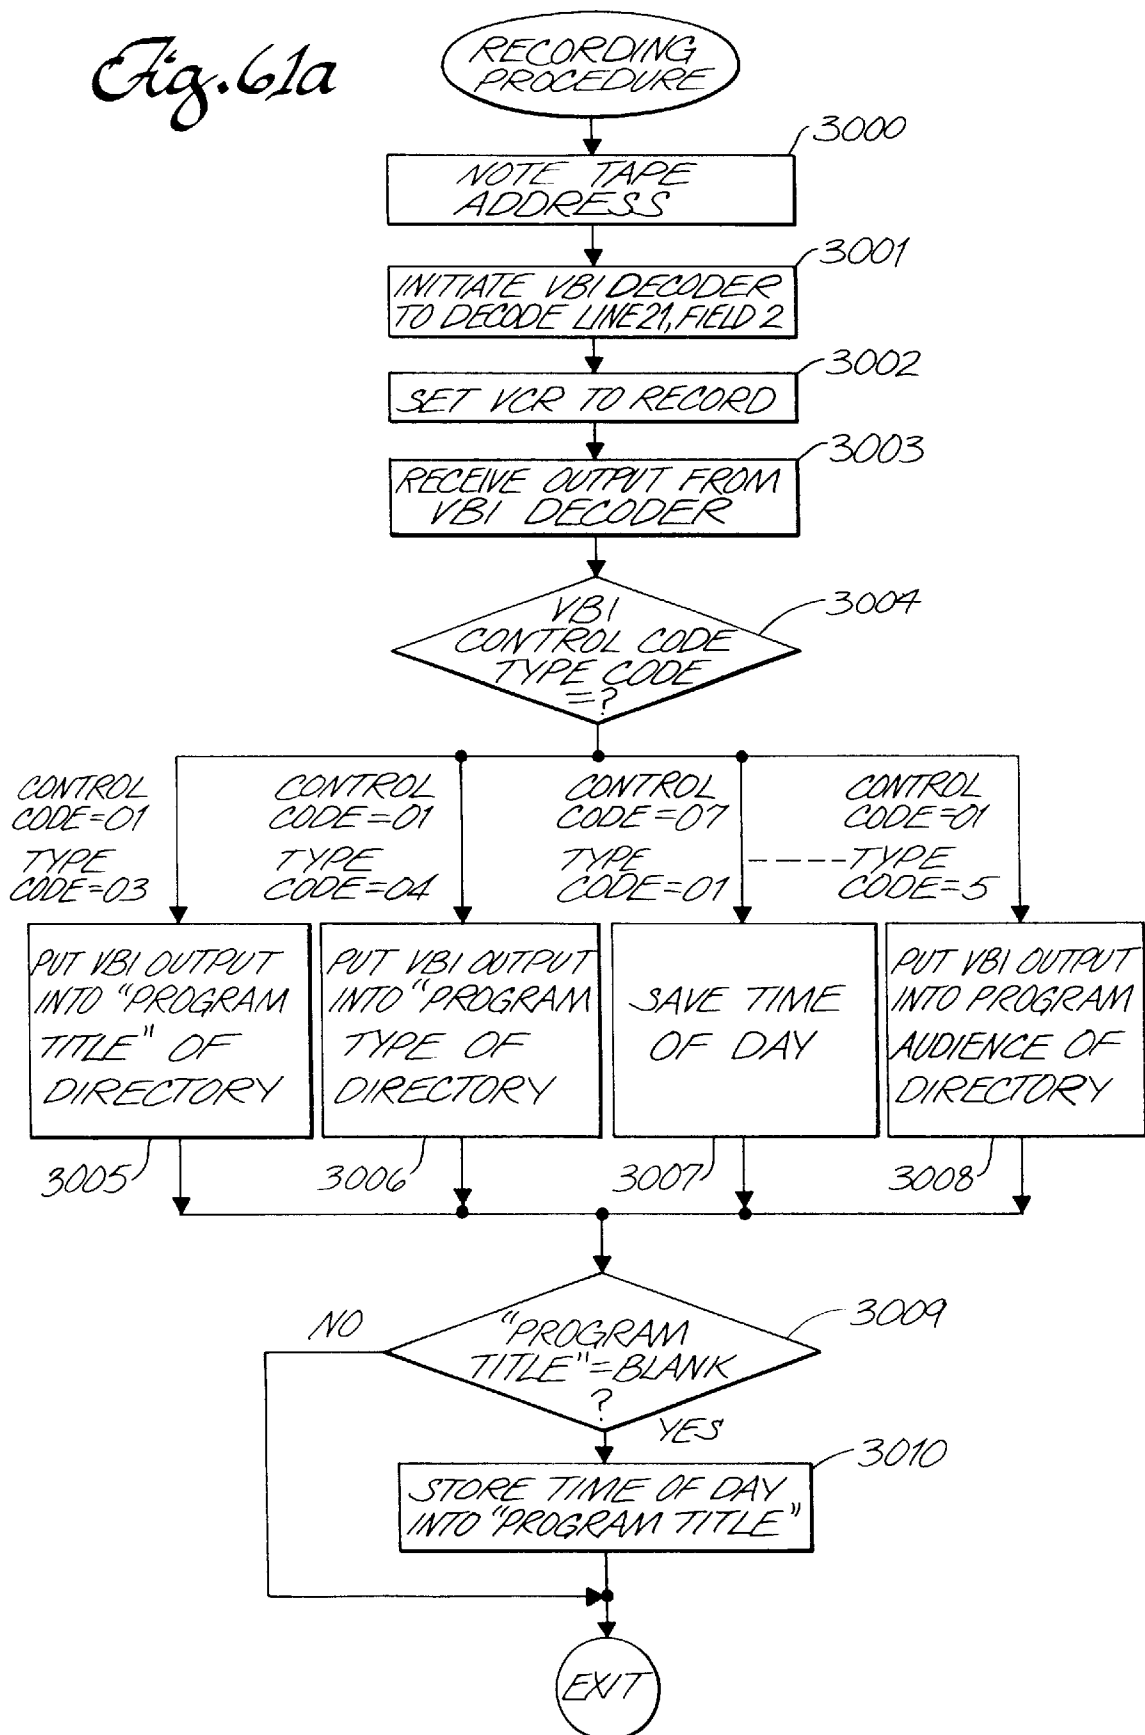 Fig. 61a
RECORDING
PROCEDURE
3000
NOTE TAPE
ADDRESS
3001
INITIATE VBI DECODER
TO DECODE LINE 21, FIELD 2
3002
SET VCR TO RECORD
3003
RECEIVE OUTPUT FROM
VBI DECODER
3004
VBI
CONTROL CODE
TYPE CODE
=?
CONTROL
CODE=01
TYPE
CODE=03
CONTROL
CODE=01
TYPE
CODE=04
CONTROL
CODE=07
TYPE
CODE=01
CONTROL
CODE=01
TYPE
CODE=5
PUT VBI OUTPUT
INTO "PROGRAM
TITLE" OF
DIRECTORY
3005
PUT VBI OUTPUT
INTO "PROGRAM
TYPE OF
DIRECTORY
3006
SAVE TIME
OF DAY
3007
PUT VBI OUTPUT
INTO PROGRAM
AUDIENCE OF
DIRECTORY
3008
3009
"PROGRAM
TITLE"=BLANK
?
NO
YES
3010
STORE TIME OF DAY
INTO "PROGRAM TITLE"
EXIT